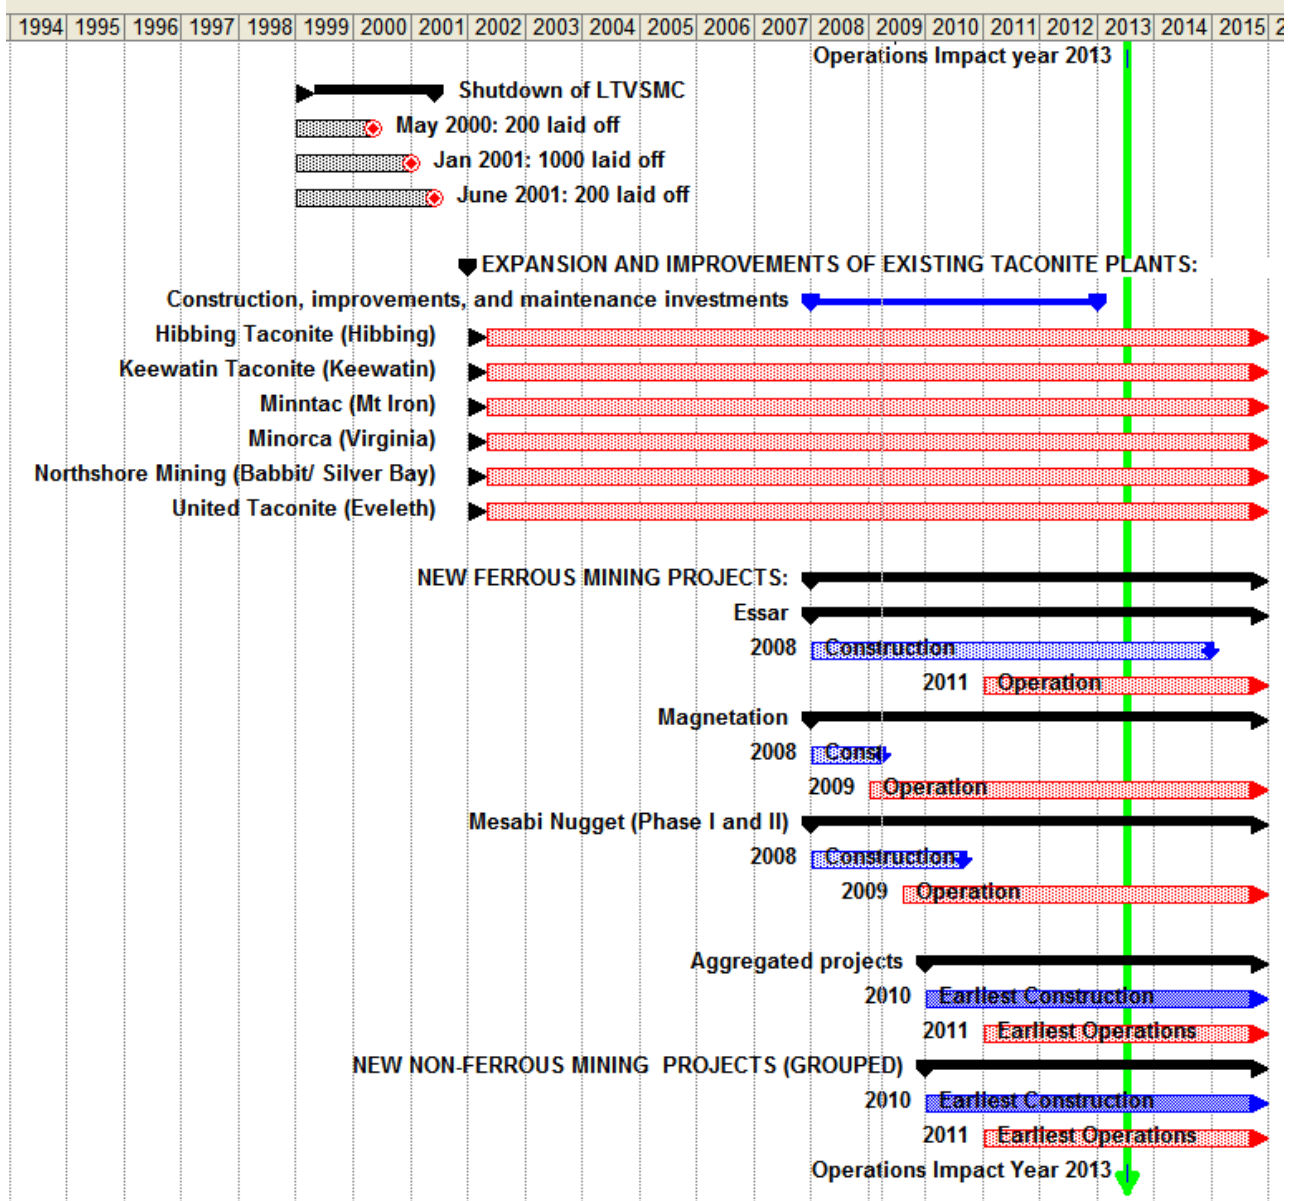 1994 1995 1996 1997 1998 1999 2000 2001 2002 2003 2004 2005 2006 2007 2008 2009 2010 2011 2012 2013 2014 2015 2
Operations Impact year 2013
Shutdown of LTVSMC
May 2000: 200 laid off
Jan 2001: 1000 laid off
June 2001: 200 laid off
EXPANSION AND IMPROVEMENTS OF EXISTING TACONITE PLANTS:
Construction, improvements, and maintenance investments
Hibbing Taconite (Hibbing)
Keewatin Taconite (Keewatin)
Minntac (Mt Iron)
Minorca (Virginia)
Northshore Mining (Babbit/ Silver Bay)
United Taconite (Eveleth)
NEW FERROUS MINING PROJECTS:
Essar
2008 Construction
2011 Operation
Magnetation
2008 Const
2009 Operation
Mesabi Nugget (Phase I and II)
2008 Construction
2009 Operation
Aggregated projects
2010 Earliest Construction
2011 Earliest Operations
NEW NON-FERROUS MINING PROJECTS (GROUPED)
2010 Earliest Construction
2011 Earliest Operations
Operations Impact Year 2013